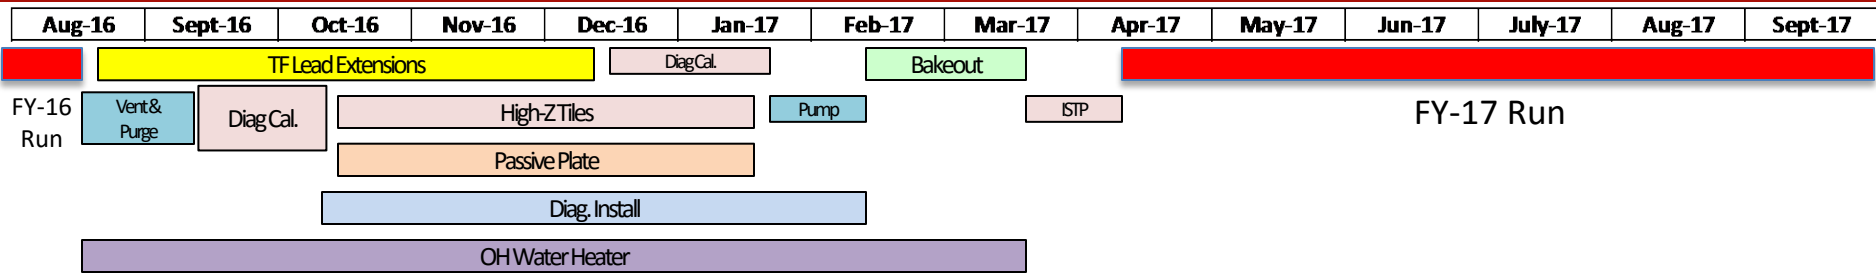 Aug-16 Sept-16 Oct-16 Nov-16 Dec-16 Jan-17 Feb-17 Mar-17 Apr-17 May-17 Jun-17 July-17 Aug-17 Sept-17
TF Lead Extensions Diag Cal. Bakeout
FY-16
Run
Vent &
Purge
Diag Cal.
High-Z Tiles
Pump
ISTP
FY-17 Run
Passive Plate
Diag. Install
OH Water Heater